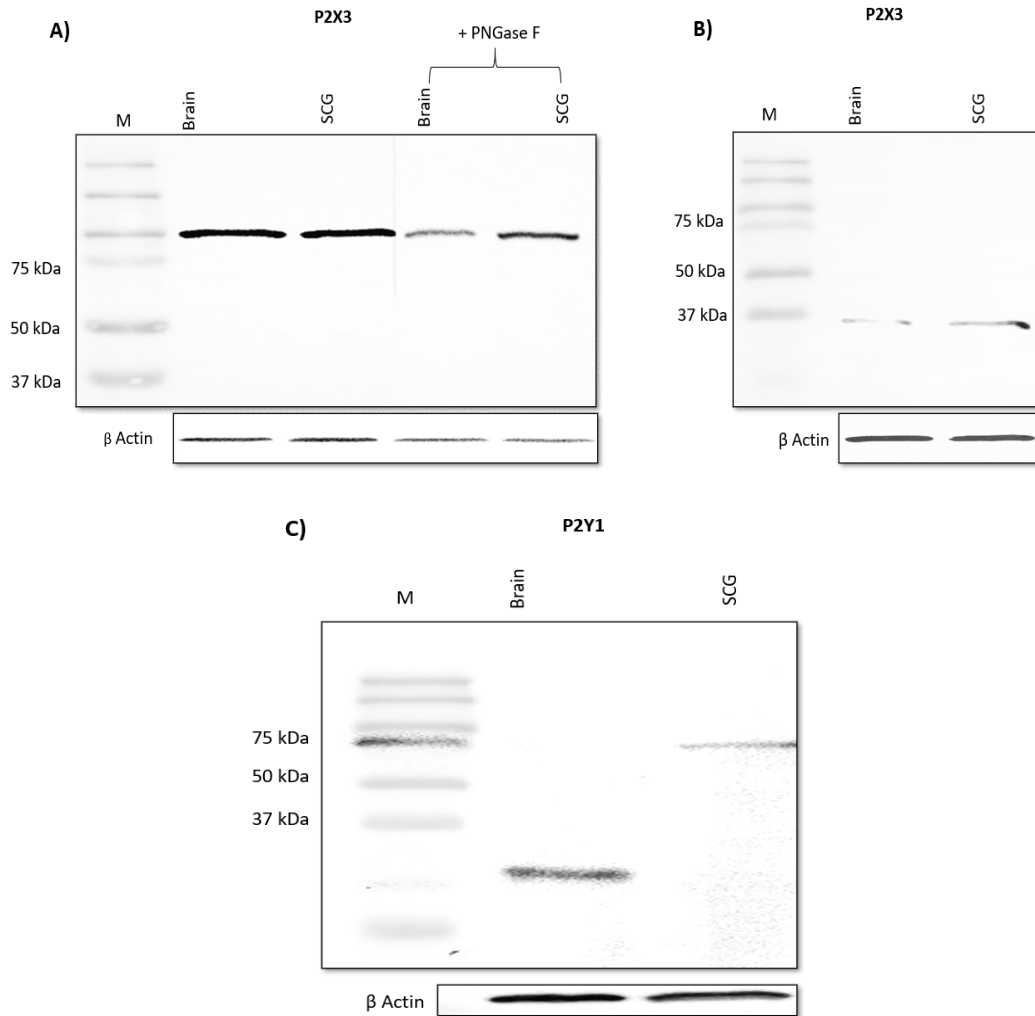 A)
P2X3
+ PNGase F
M
Brain
SCG
Brain
SCG
75 kDa
50 kDa
37 kDa
β Actin
B)
P2X3
M
Brain
SCG
75 kDa
50 kDa
37 kDa
β Actin
C)
P2Y1
M
Brain
SCG
75 kDa
50 kDa
37 kDa
β Actin